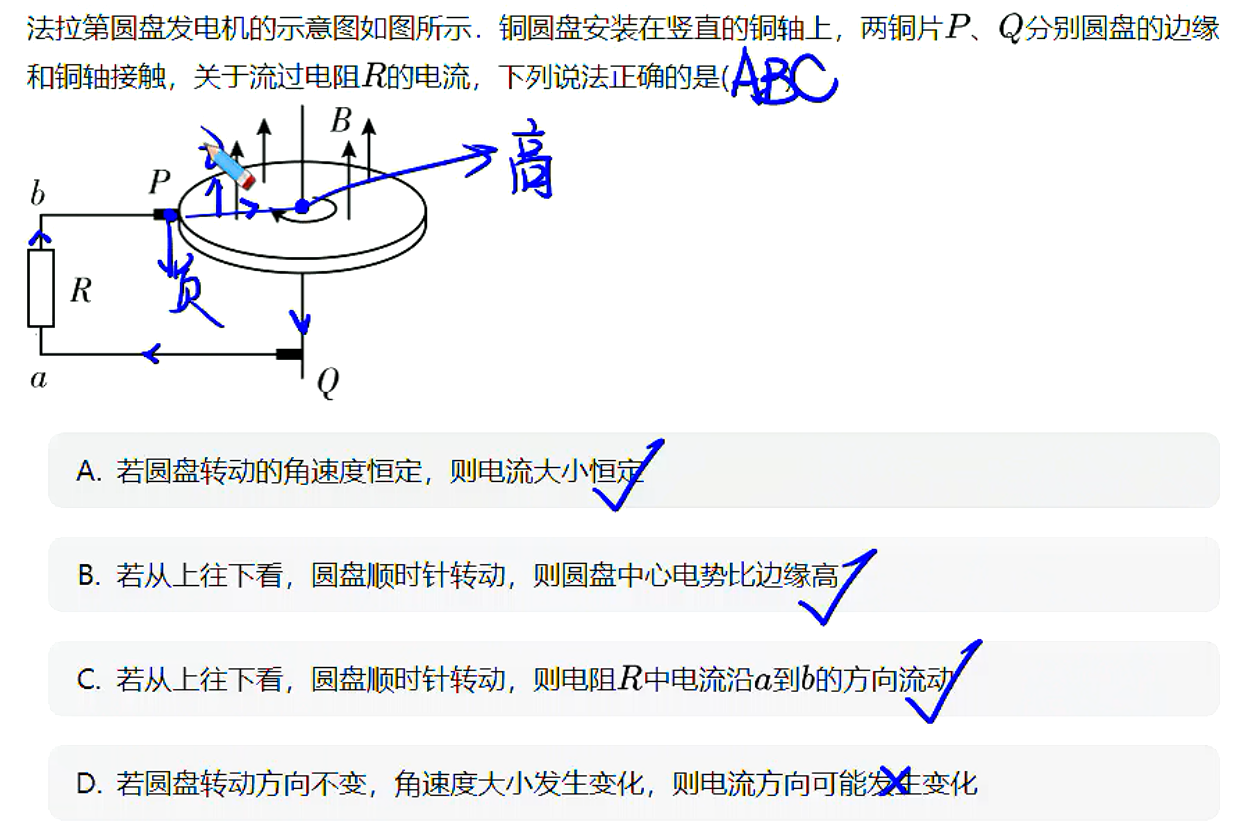 法拉第圆盘发电机的示意图如图所示．铜圆盘安装在竖直的铜轴上，两铜片P、Q分别圆盘的边缘
和铜轴接触，关于流过电阻R的电流，下列说法正确的是(ABC
B
高
P
b
R
负
a
Q
A. 若圆盘转动的角速度恒定，则电流大小恒定
B. 若从上往下看，圆盘顺时针转动，则圆盘中心电势比边缘高
C. 若从上往下看，圆盘顺时针转动，则电阻R中电流沿a到b的方向流动
D. 若圆盘转动方向不变，角速度大小发生变化，则电流方向可能发生变化